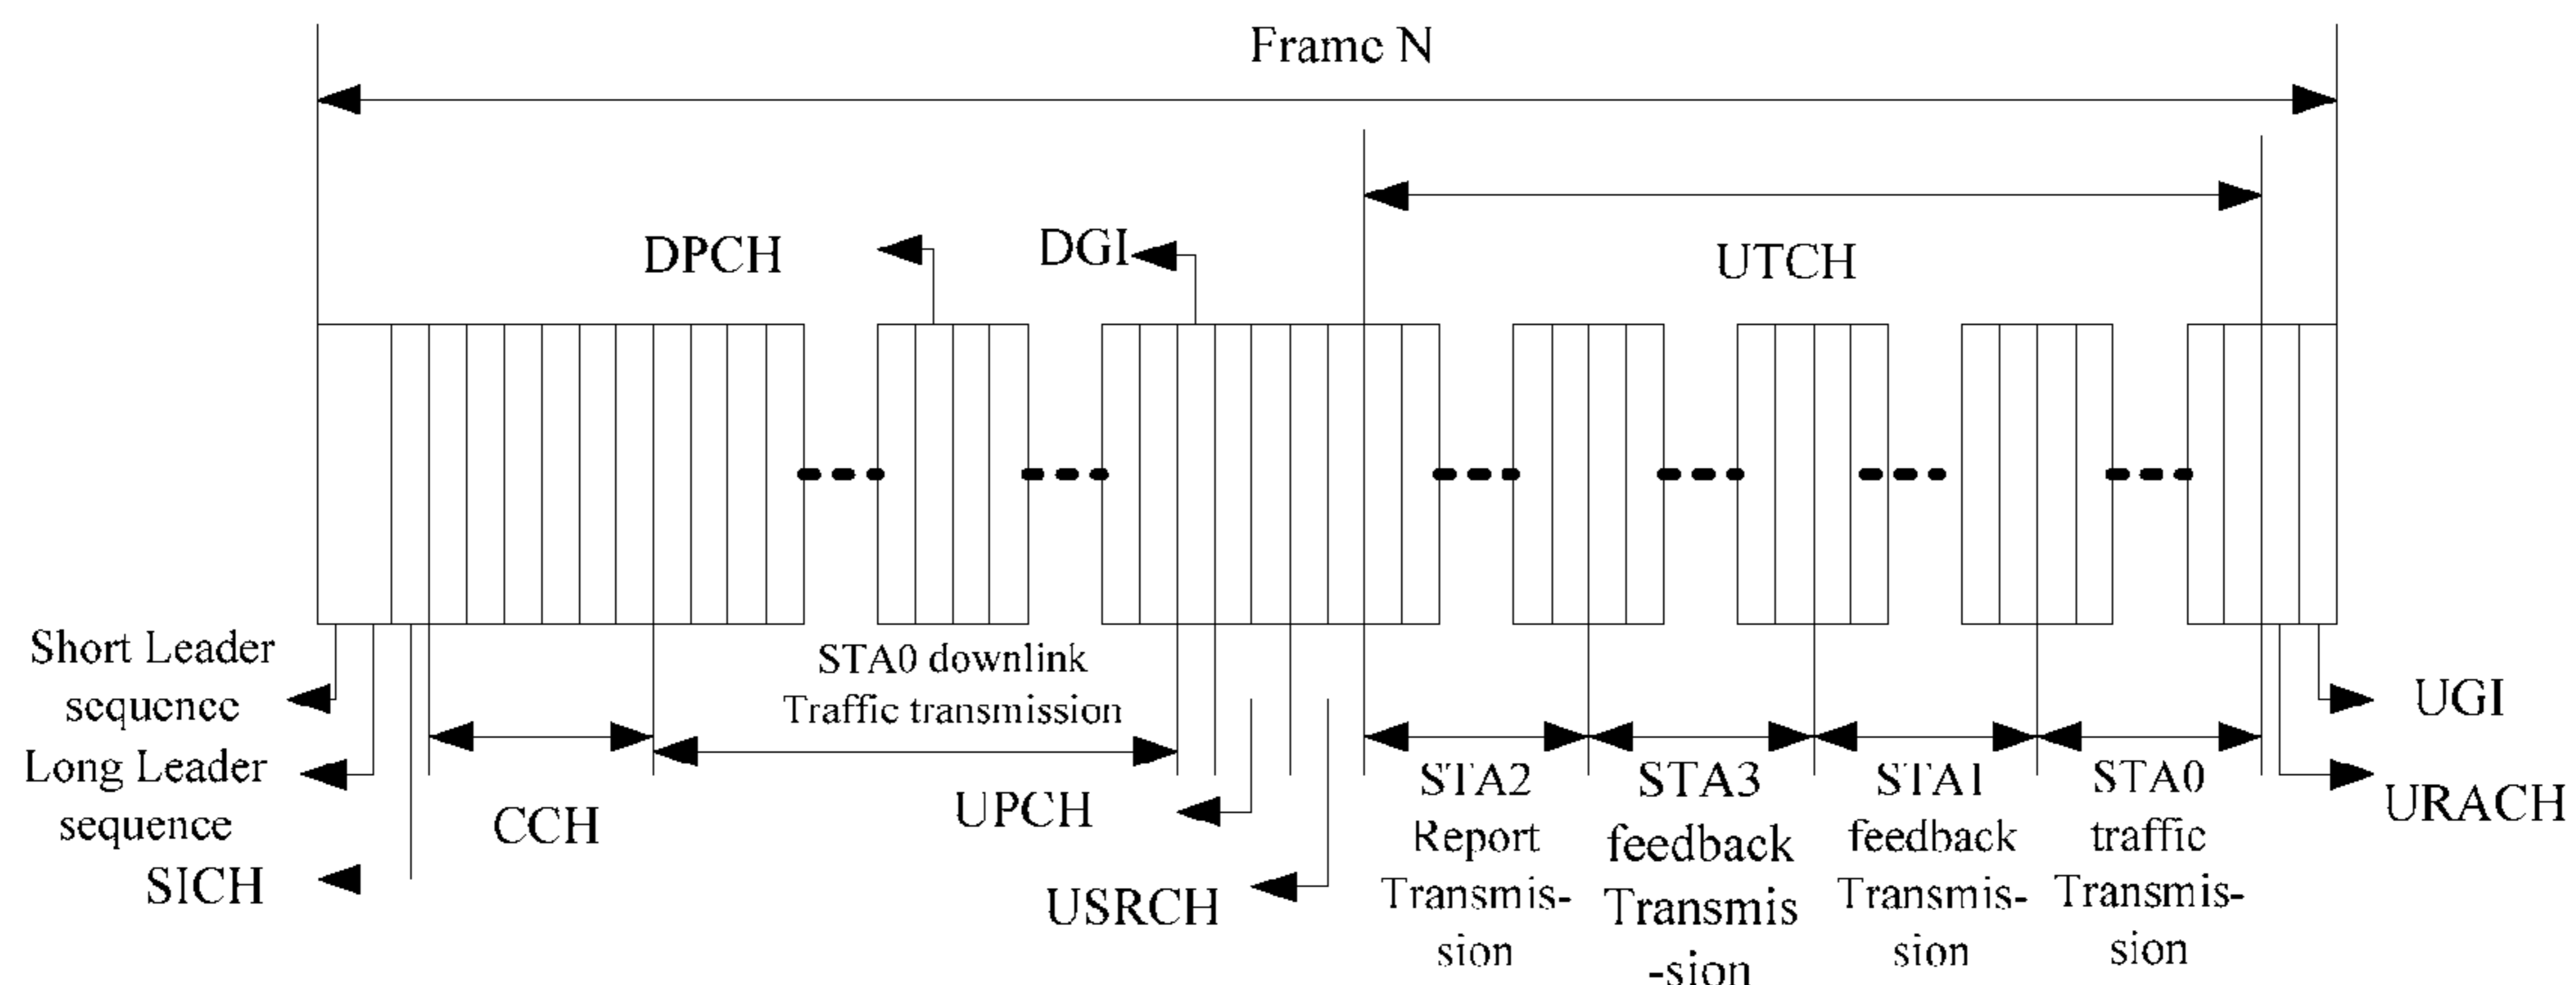 Frame N
DPCH
DGI
UTCH
Short Leader
sequence
Long Leader
sequence
SICH
CCH
STA0 downlink
Traffic transmission
UPCH
USRCH
STA2
Report
Transmis-
sion
STA3
feedback
Transmis
-sion
STA1
feedback
Transmis-
sion
STA0
traffic
Transmis-
sion
UGI
URACH